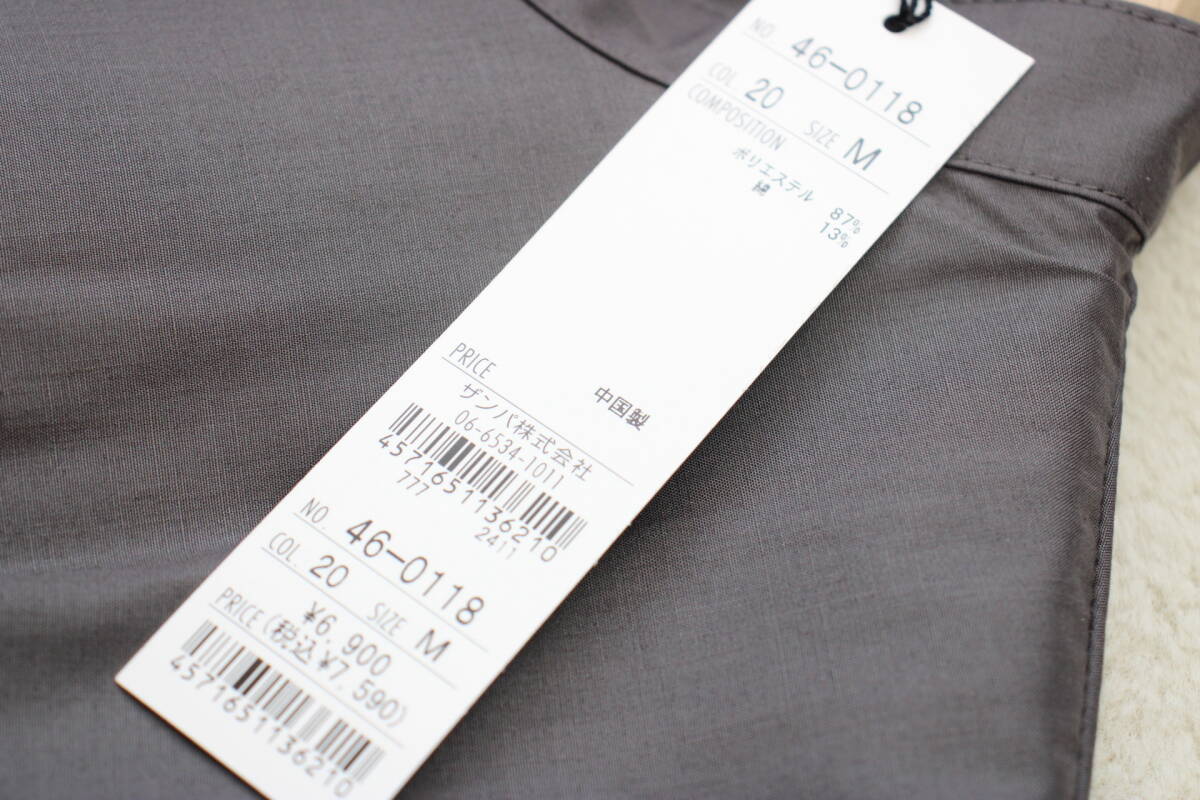 NO. 46-0118
COL. 20 SIZE M
COMPOSITION
ポリエステル 87%
綿 13%
中国製
PRICE
ザンパ株式会社
06-6534-1011
4571651136210
777 2411
NO. 46-0118
COL. 20 SIZE M
¥6,900
PRICE (税込¥7,590)
4571651136210